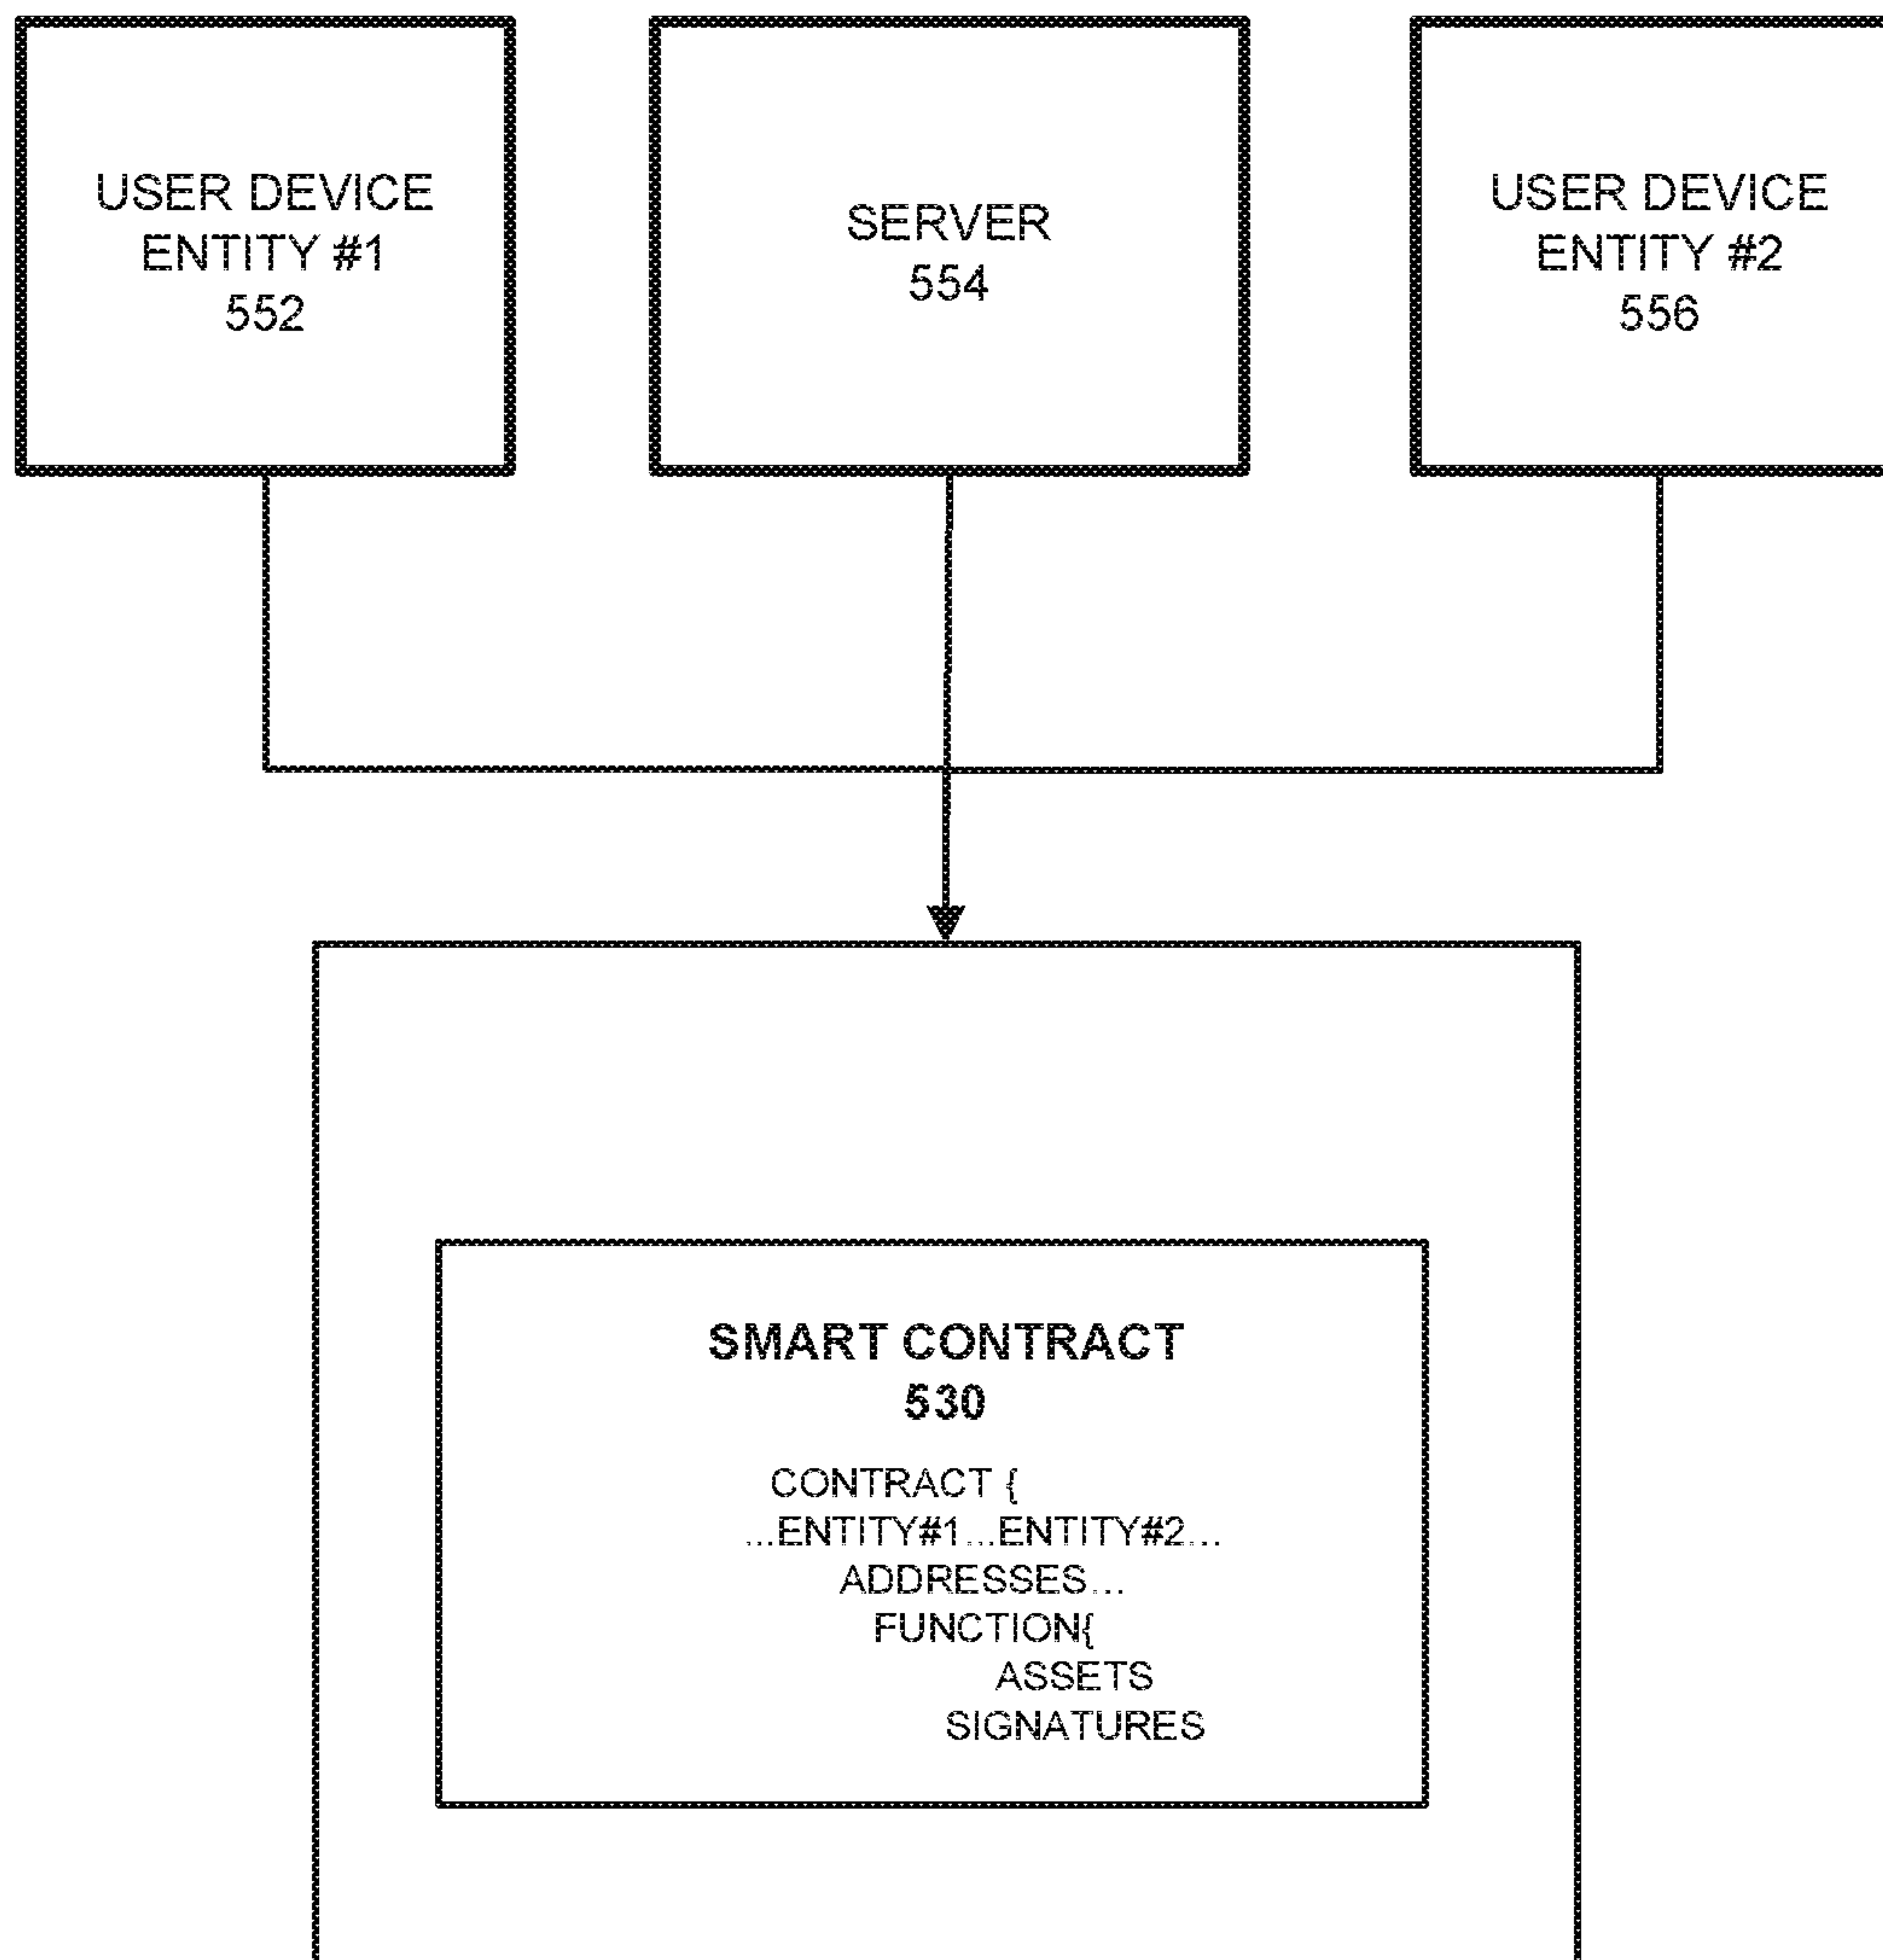 USER DEVICE
ENTITY #1
552
SERVER
554
USER DEVICE
ENTITY #2
556
SMART CONTRACT
530
CONTRACT {
...ENTITY#1...ENTITY#2...
ADDRESSES...
FUNCTION{
ASSETS
SIGNATURES